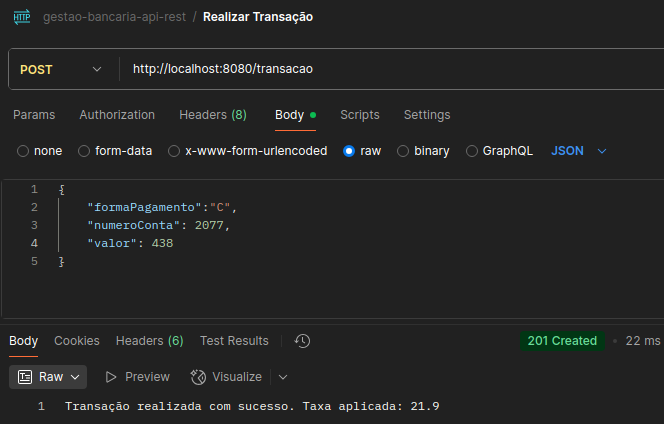 HTTP gestao-bancaria-api-rest / Realizar Transação
POST http://localhost:8080/transacao
Params Authorization Headers (8) Body Scripts Settings
none form-data x-www-form-urlencoded raw binary GraphQL JSON
1 {
2 "formaPagamento":"C",
3 "numeroConta": 2077,
4 "valor": 438
5 }
Body Cookies Headers (6) Test Results 201 Created • 22 ms
Raw Preview Visualize
1 Transação realizada com sucesso. Taxa aplicada: 21.9